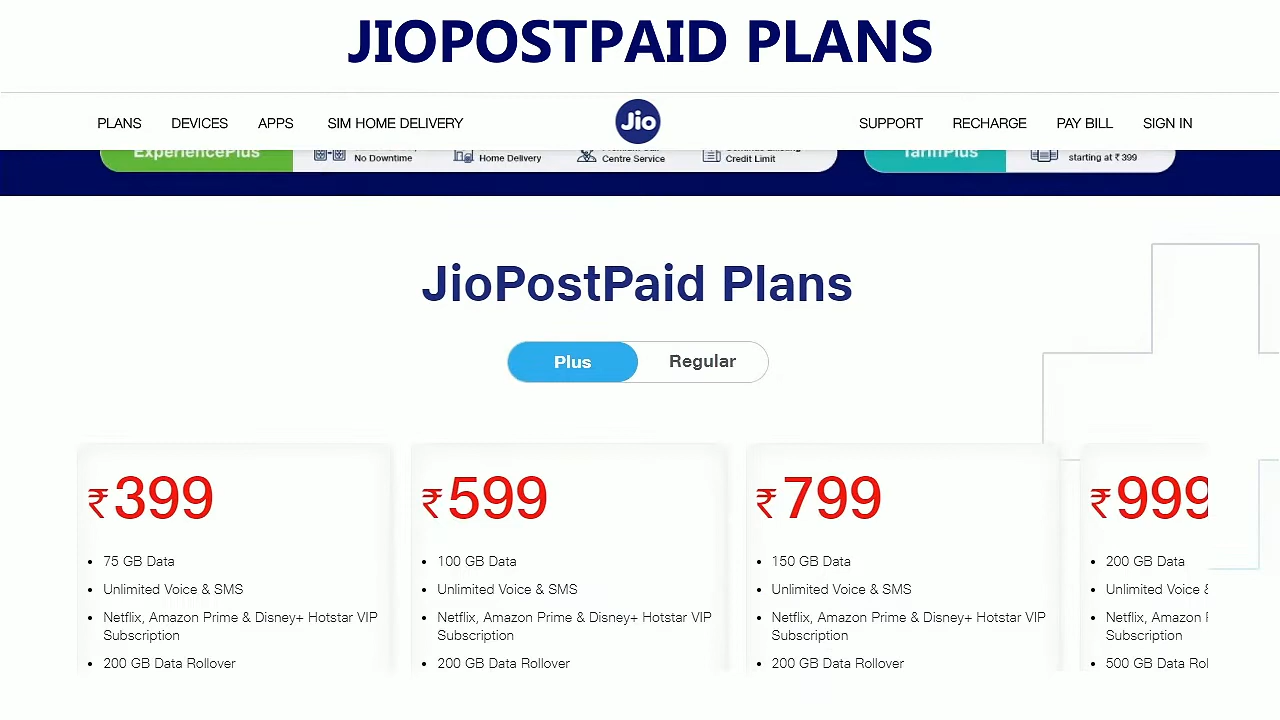 JIOPOSTPAID PLANS
PLANS DEVICES APPS SIM HOME DELIVERY Jio SUPPORT RECHARGE PAY BILL SIGN IN
ExperiencePlus No Downtime Home Delivery Centre Service Credit Limit TariffPlus starting at ₹ 399
JioPostPaid Plans
Plus Regular
₹399
75 GB Data
Unlimited Voice & SMS
Netflix, Amazon Prime & Disney+ Hotstar VIP
Subscription
200 GB Data Rollover
₹599
100 GB Data
Unlimited Voice & SMS
Netflix, Amazon Prime & Disney+ Hotstar VIP
Subscription
200 GB Data Rollover
₹799
150 GB Data
Unlimited Voice & SMS
Netflix, Amazon Prime & Disney+ Hotstar VIP
Subscription
200 GB Data Rollover
₹999
200 GB Data
Unlimited Voice &
Netflix, Amazon
Subscription
500 GB Data Rol